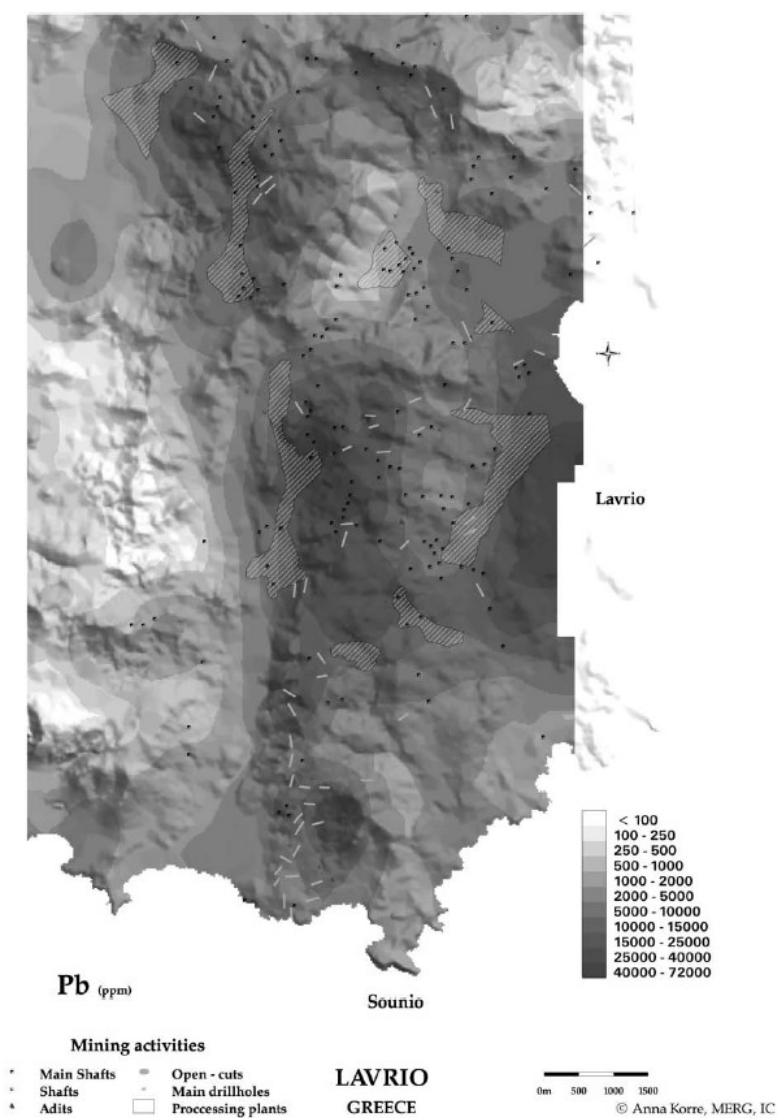 Lavrio
< 100
100 - 250
250 - 500
500 - 1000
1000 - 2000
2000 - 5000
5000 - 10000
10000 - 15000
15000 - 25000
25000 - 40000
40000 - 72000
Pb (ppm)
Sounio
Mining activities
Main Shafts
Open - cuts
Shafts
Main drillholes
Adits
Proccessing plants
LAVRIO
GREECE
0m 500 1000 1500
© Anna Korre, MERG, IC